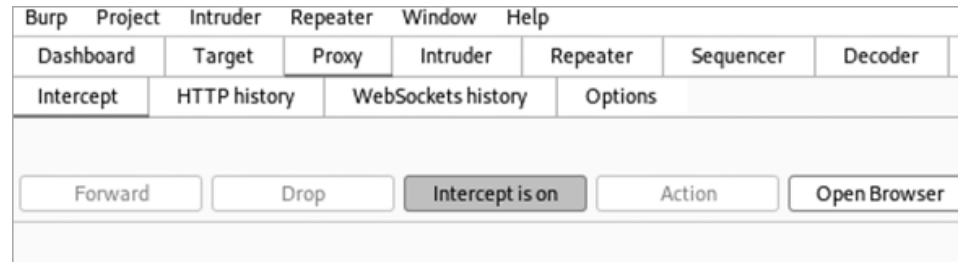 Burp Project Intruder Repeater Window Help
Dashboard Target Proxy Intruder Repeater Sequencer Decoder
Intercept HTTP history WebSockets history Options
Forward Drop Intercept is on Action Open Browser